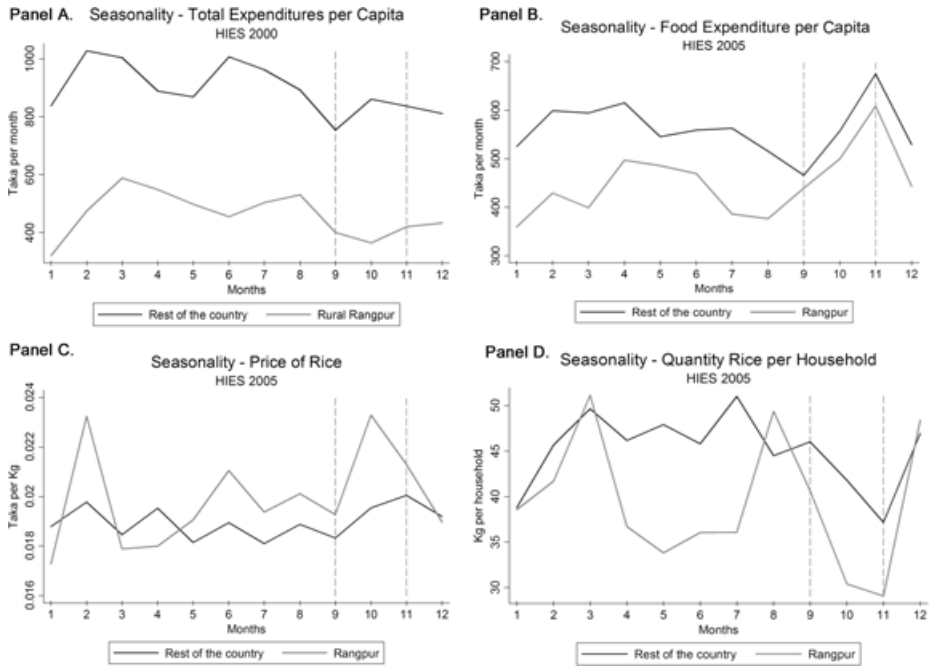 Panel A. Seasonality - Total Expenditures per Capita
HIES 2000
Taka per month
1000
800
600
400
1 2 3 4 5 6 7 8 9 10 11 12
Months
Rest of the country Rural Rangpur
Panel B. Seasonality - Food Expenditure per Capita
HIES 2005
Taka per month
700
600
500
400
300
1 2 3 4 5 6 7 8 9 10 11 12
Months
Rest of the country Rangpur
Panel C. Seasonality - Price of Rice
HIES 2005
Taka per Kg
0.024
0.022
0.02
0.018
0.016
1 2 3 4 5 6 7 8 9 10 11 12
Months
Rest of the country Rangpur
Panel D. Seasonality - Quantity Rice per Household
HIES 2005
Kg per household
50
45
40
35
30
1 2 3 4 5 6 7 8 9 10 11 12
Months
Rest of the country Rangpur